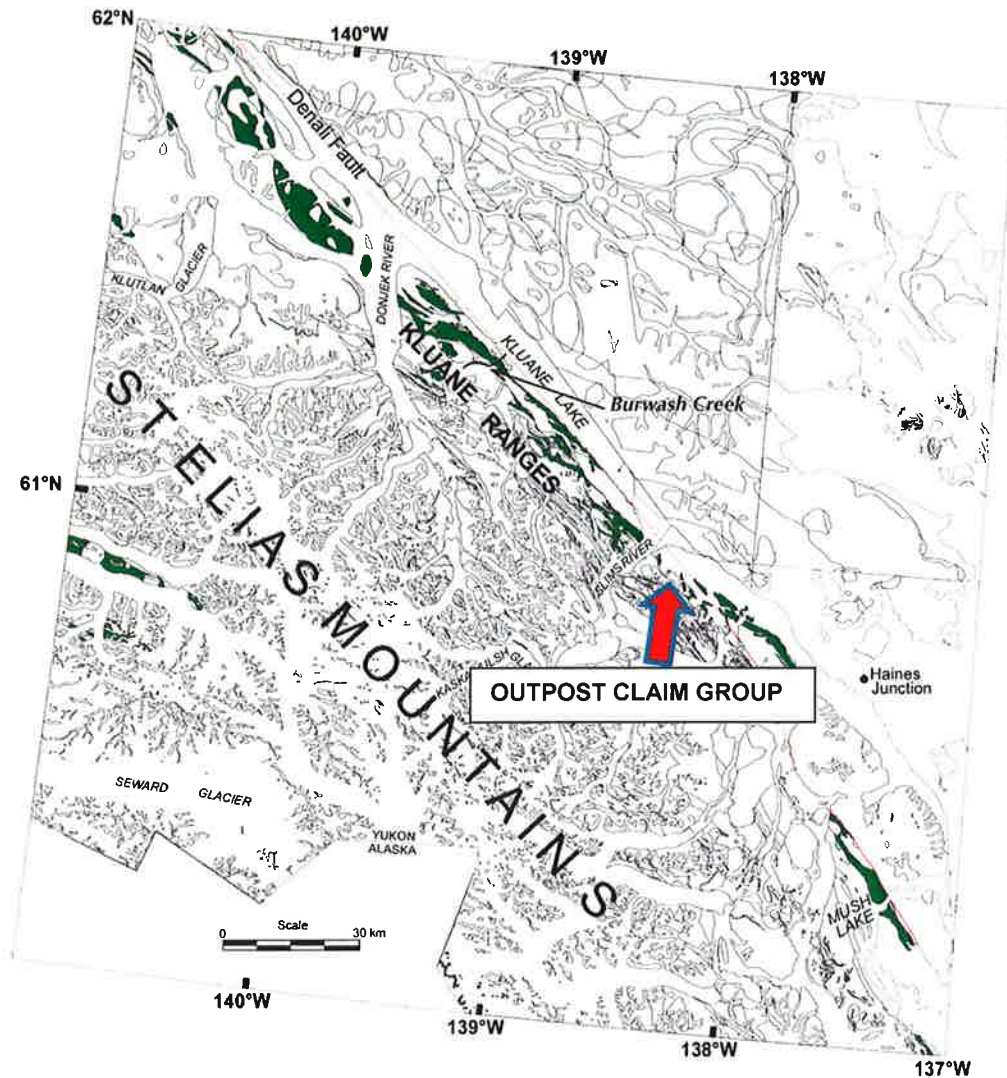 62°N
140°W
139°W
138°W
Denali Fault
KLUTLAN GLACIER
DONJEK RIVER
KLUANE LAKE
KLUANE RANGES
Burwash Creek
61°N
ST ELIAS MOUNTAINS
SLIMS RIVER
KASKAWULSH
OUTPOST CLAIM GROUP
Haines
Junction
SEWARD GLACIER
YUKON
ALASKA
MUSH
LAKE
Scale
0 30 km
140°W
139°W
138°W
137°W